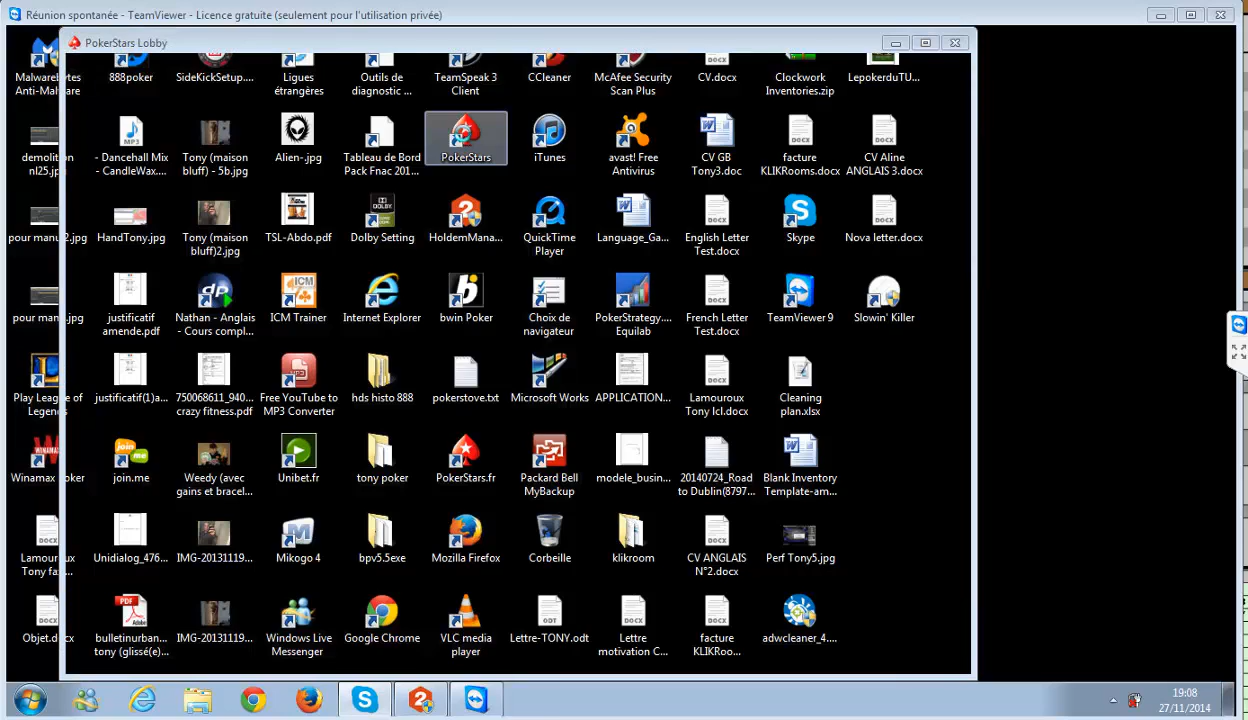 Réunion spontanée - TeamViewer - Licence gratuite (seulement pour l'utilisation privée)
PokerStars Lobby
Malwarebytes
Anti-Malware
888poker
SideKickSetup....
Ligues
étrangères
Outils de
diagnostic ...
TeamSpeak 3
Client
CCleaner
McAfee Security
Scan Plus
CV.docx
Clockwork
Inventories.zip
LepokerduTU...
demolition
nl25.jpg
- Dancehall Mix
- CandleWax....
Tony (maison
bluff) - 5b.jpg
Alien-.jpg
Tableau de Bord
Pack Fnac 201...
PokerStars
iTunes
avast! Free
Antivirus
CV GB
Tony3.doc
facture
KLIKRooms.docx
CV Aline
ANGLAIS 3.docx
pour manu2.jpg
HandTony.jpg
Tony (maison
bluff)2.jpg
TSL-Abdo.pdf
Dolby Setting
HoldemMana...
QuickTime
Player
Language_Ga...
English Letter
Test.docx
Skype
Nova letter.docx
pour manu.jpg
justificatif
amende.pdf
Nathan - Anglais
- Cours compl...
ICM Trainer
Internet Explorer
bwin Poker
Choix de
navigateur
PokerStrategy....
Equilab
French Letter
Test.docx
TeamViewer 9
Slowin' Killer
Play League of
Legends
justificatif(1)a...
750068611_940...
crazy fitness.pdf
Free YouTube to
MP3 Converter
hds histo 888
pokerstove.txt
Microsoft Works
APPLICATION...
Lamouroux
Tony lcl.docx
Cleaning
plan.xlsx
Winamax Poker
join.me
Weedy (avec
gains et bracel...
Unibet.fr
tony poker
PokerStars.fr
Packard Bell
MyBackup
modele_busin...
20140724_Road
to Dublin(8797...
Blank Inventory
Template-am...
Lamouroux
Tony fa...
Unidialog_476...
IMG-20131119...
Mikogo 4
bpv5.5exe
Mozilla Firefox
Corbeille
klikroom
CV ANGLAIS
N°2.docx
Perf Tony5.jpg
Objet.docx
bulletinurban...
tony (glissé(e)...
IMG-20131119...
Windows Live
Messenger
Google Chrome
VLC media
player
Lettre-TONY.odt
Lettre
motivation C...
facture
KLIKRoo...
adwcleaner_4....
19:08
27/11/2014